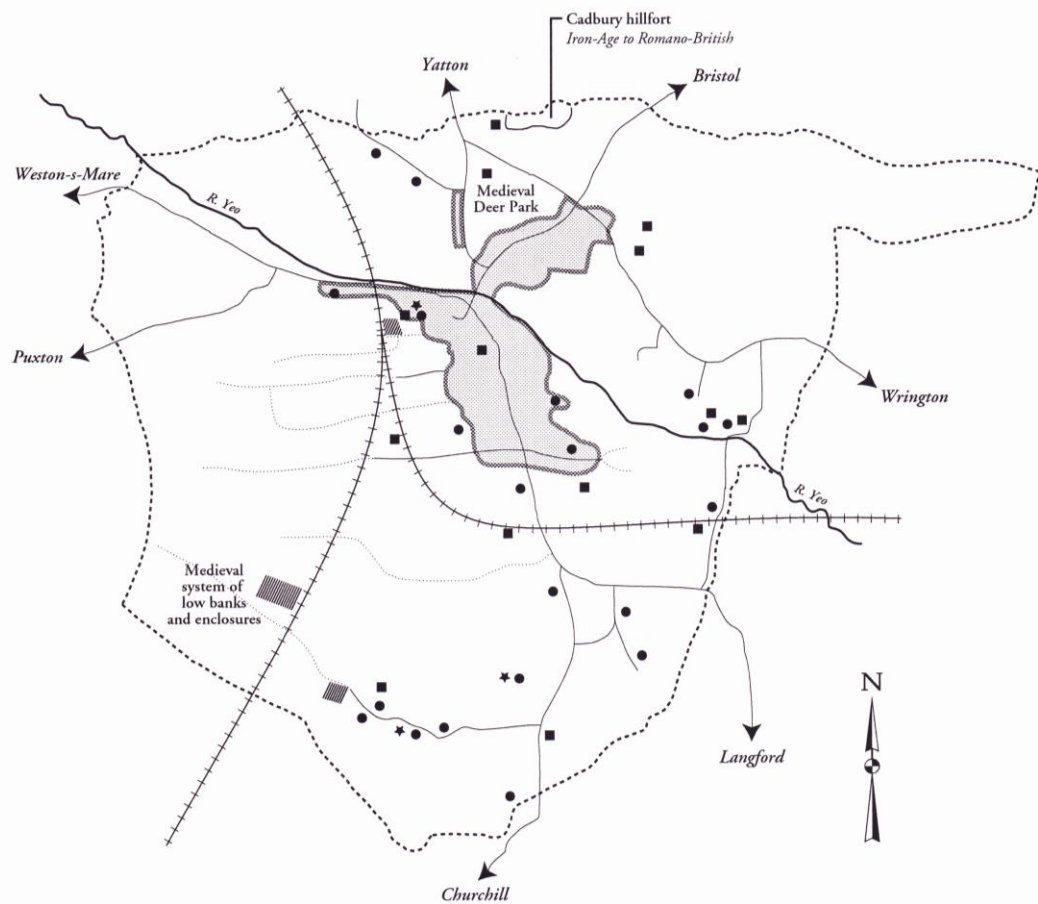 Cadbury hillfort
Iron-Age to Romano-British
Yatton
Bristol
Weston-s-Mare
R. Yeo
Medieval
Deer Park
Puxton
Wrington
R. Yeo
Medieval
system of
low banks
and enclosures
N
Langford
Churchill